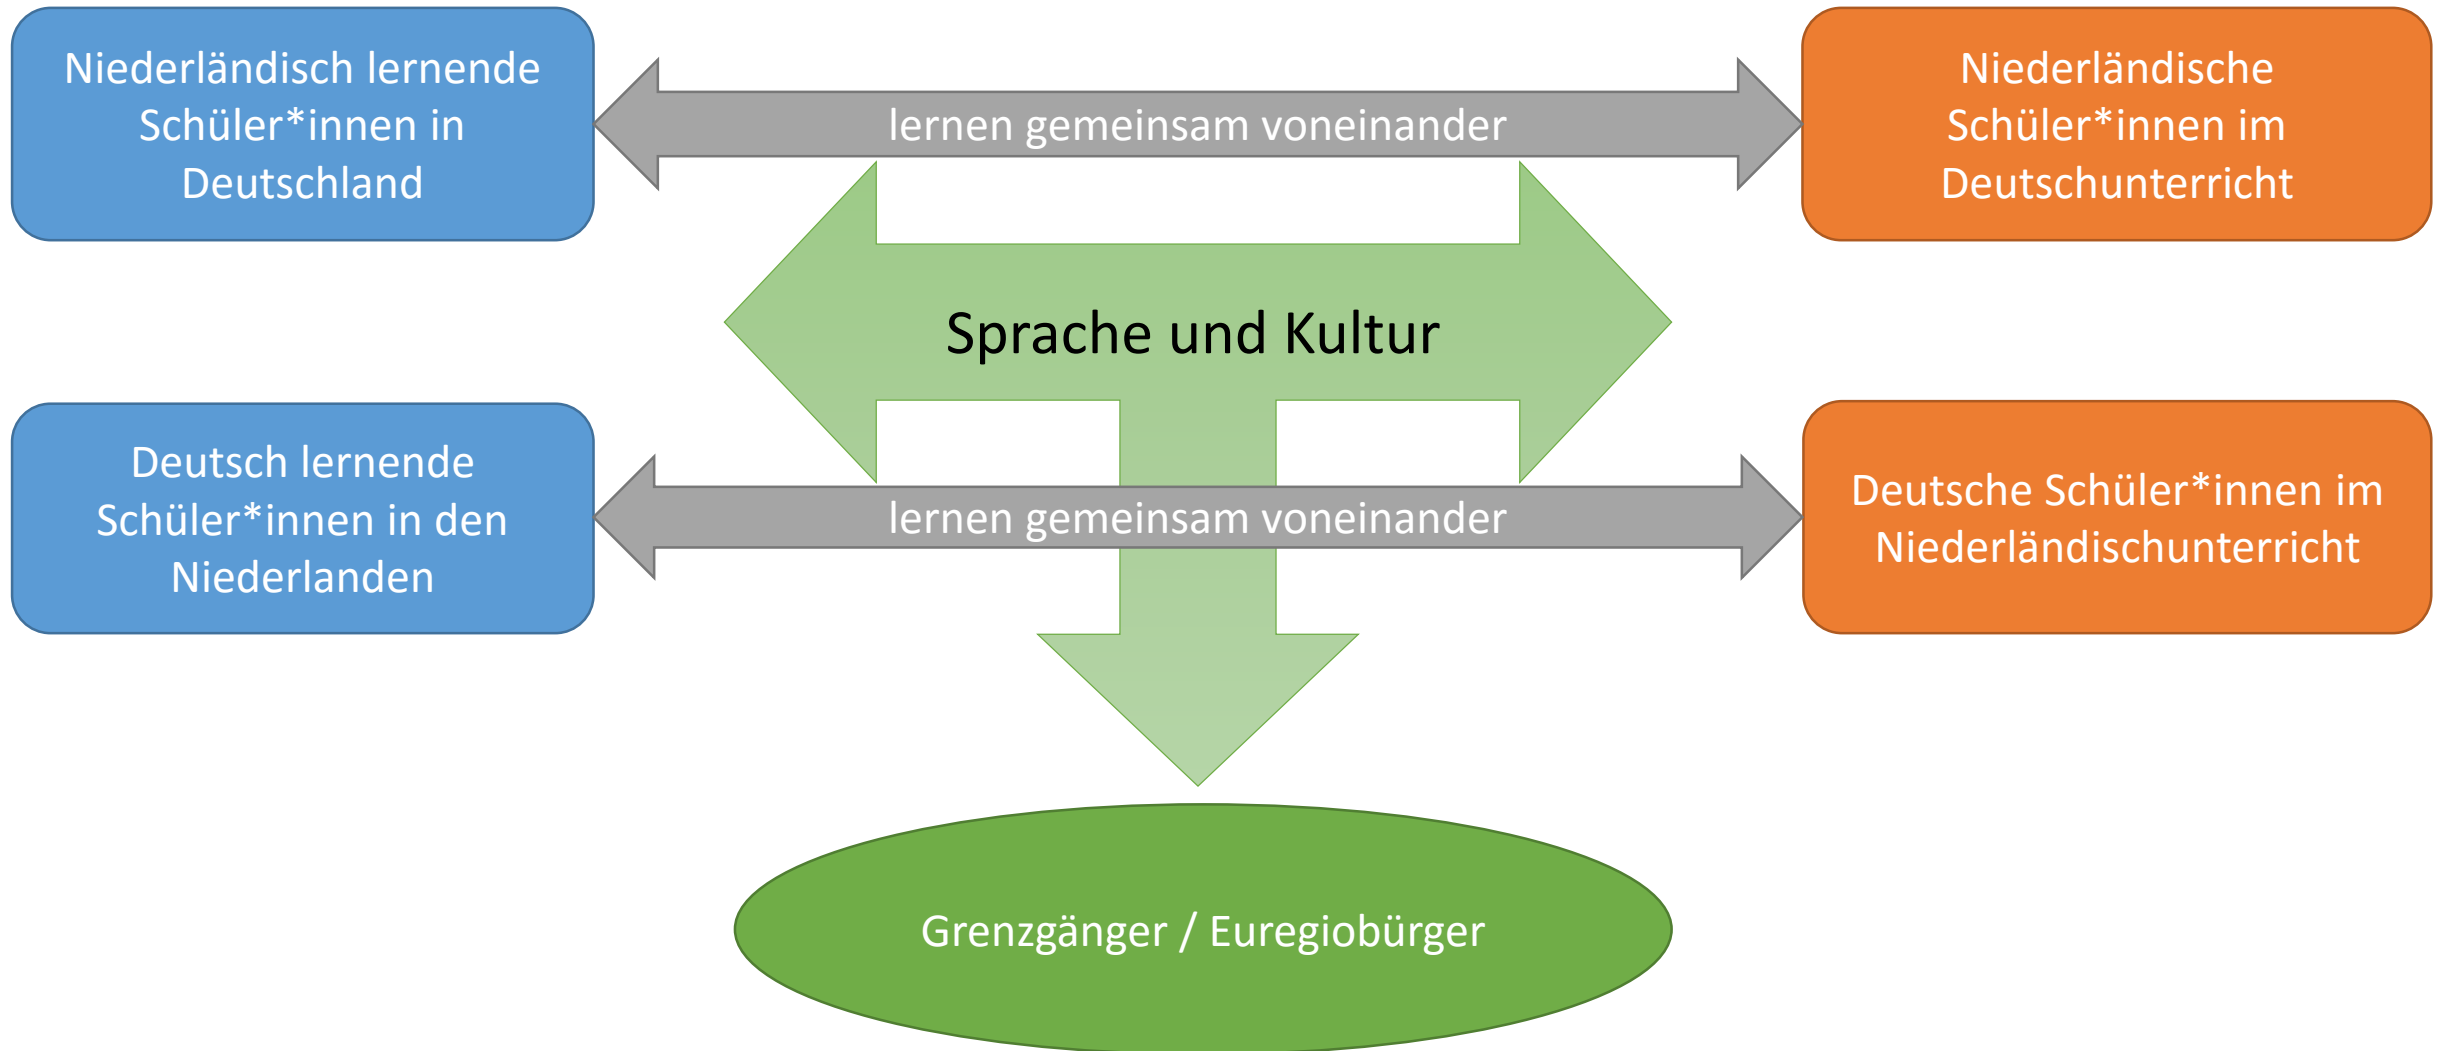 Niederländisch lernende
Schüler*innen in
Deutschland
lernen gemeinsam voneinander
Niederländische
Schüler*innen im
Deutschunterricht
Sprache und Kultur
Deutsch lernende
Schüler*innen in den
Niederlanden
lernen gemeinsam voneinander
Deutsche Schüler*innen im
Niederländischunterricht
Grenzgänger / Euregiobürger